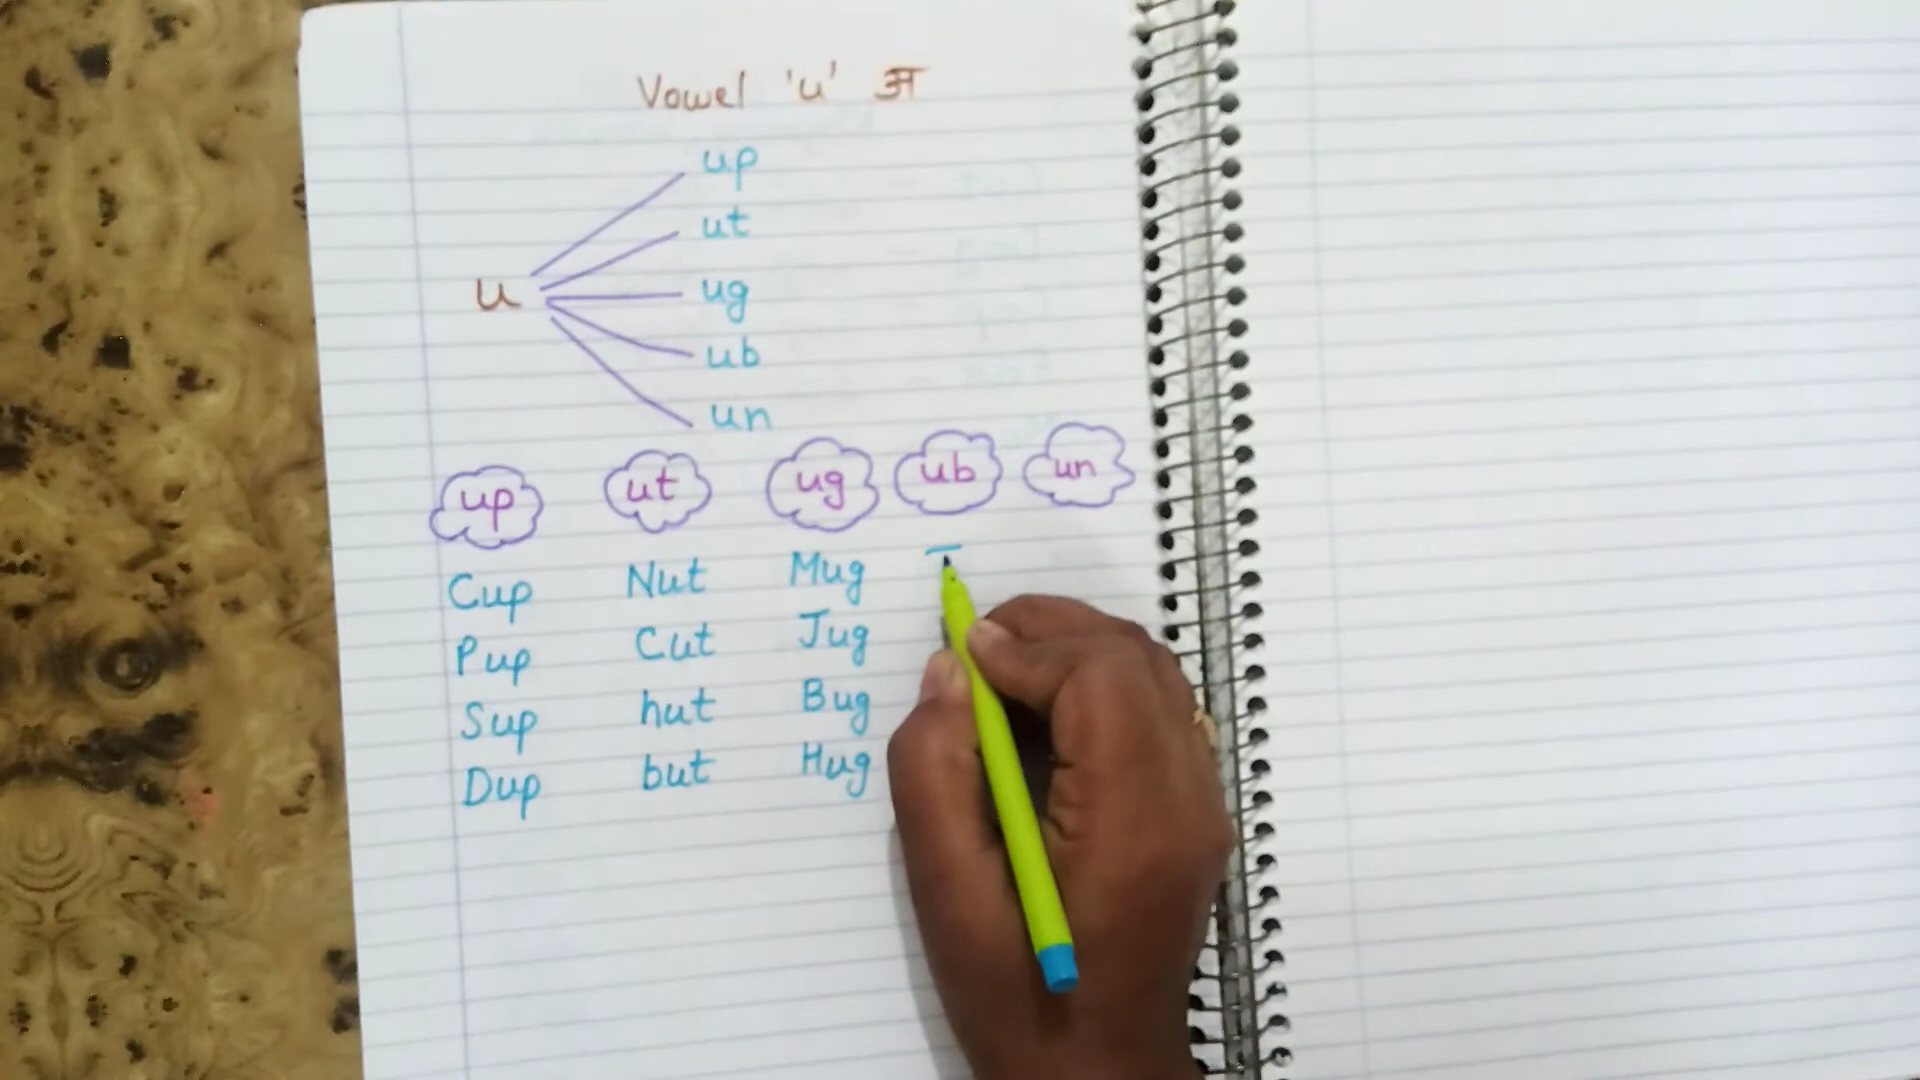 Vowel 'u' अ
up
ut
u ug
ub
un
up ut ug ub un
Cup Nut Mug T
Pup Cut Jug
Sup hut Bug
Dup but Hug